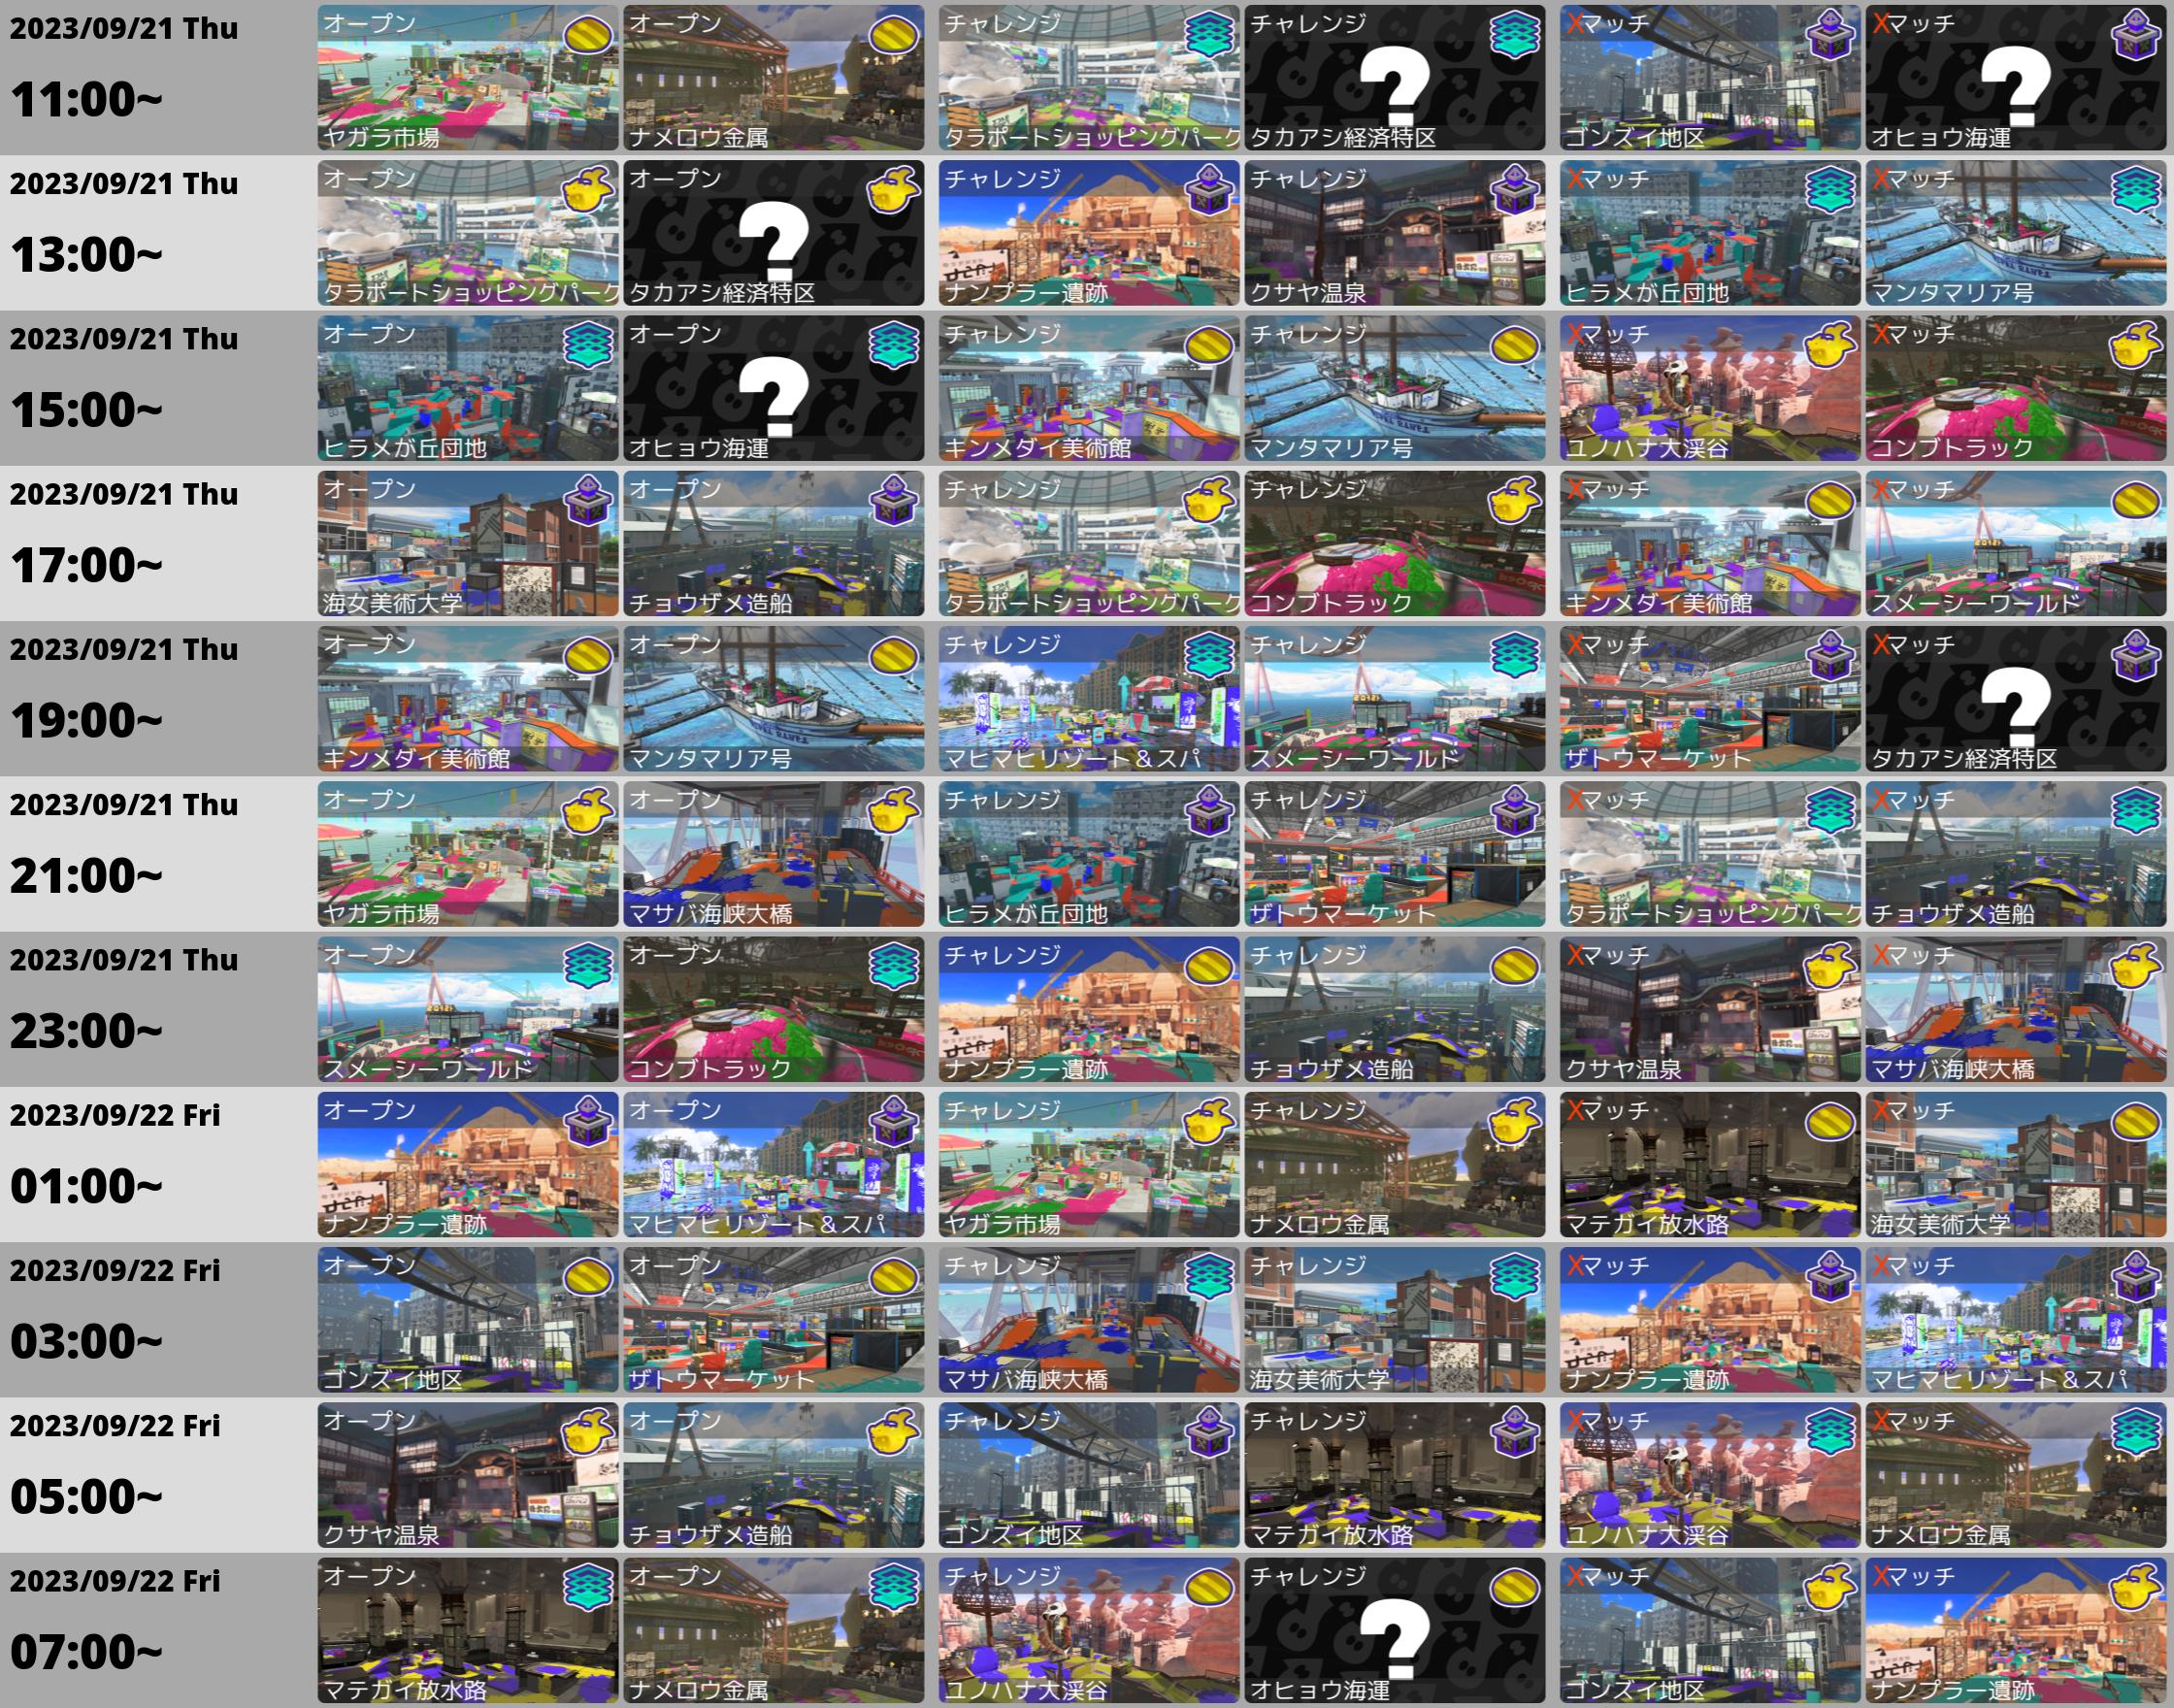 2023/09/21 Thu
11:00~
オープン
ヤガラ市場
オープン
ナメロウ金属
チャレンジ
タラポートショッピングパーク
チャレンジ
?
タカアシ経済特区
Xマッチ
ゴンズイ地区
Xマッチ
?
オヒョウ海運
2023/09/21 Thu
13:00~
オープン
タラポートショッピングパーク
オープン
?
タカアシ経済特区
チャレンジ
ナンプラー遺跡
チャレンジ
クサヤ温泉
Xマッチ
ヒラメが丘団地
Xマッチ
マンタマリア号
2023/09/21 Thu
15:00~
オープン
ヒラメが丘団地
オープン
?
オヒョウ海運
チャレンジ
キンメダイ美術館
チャレンジ
マンタマリア号
Xマッチ
ユノハナ大渓谷
Xマッチ
コンブトラック
2023/09/21 Thu
17:00~
オープン
海女美術大学
オープン
チョウザメ造船
チャレンジ
タラポートショッピングパーク
チャレンジ
コンブトラック
Xマッチ
キンメダイ美術館
Xマッチ
スメーシーワールド
2023/09/21 Thu
19:00~
オープン
キンメダイ美術館
オープン
マンタマリア号
チャレンジ
マヒマヒリゾート＆スパ
チャレンジ
スメーシーワールド
Xマッチ
ザトウマーケット
Xマッチ
?
タカアシ経済特区
2023/09/21 Thu
21:00~
オープン
ヤガラ市場
オープン
マサバ海峡大橋
チャレンジ
ヒラメが丘団地
チャレンジ
ザトウマーケット
Xマッチ
タラポートショッピングパーク
Xマッチ
チョウザメ造船
2023/09/21 Thu
23:00~
オープン
スメーシーワールド
オープン
コンブトラック
チャレンジ
ナンプラー遺跡
チャレンジ
チョウザメ造船
Xマッチ
クサヤ温泉
Xマッチ
マサバ海峡大橋
2023/09/22 Fri
01:00~
オープン
ナンプラー遺跡
オープン
マヒマヒリゾート＆スパ
チャレンジ
ヤガラ市場
チャレンジ
ナメロウ金属
Xマッチ
マテガイ放水路
Xマッチ
海女美術大学
2023/09/22 Fri
03:00~
オープン
ゴンズイ地区
オープン
ザトウマーケット
チャレンジ
マサバ海峡大橋
チャレンジ
海女美術大学
Xマッチ
ナンプラー遺跡
Xマッチ
マヒマヒリゾート＆スパ
2023/09/22 Fri
05:00~
オープン
クサヤ温泉
オープン
チョウザメ造船
チャレンジ
ゴンズイ地区
チャレンジ
マテガイ放水路
Xマッチ
ユノハナ大渓谷
Xマッチ
ナメロウ金属
2023/09/22 Fri
07:00~
オープン
マテガイ放水路
オープン
ナメロウ金属
チャレンジ
ユノハナ大渓谷
チャレンジ
?
オヒョウ海運
Xマッチ
ゴンズイ地区
Xマッチ
ナンプラー遺跡